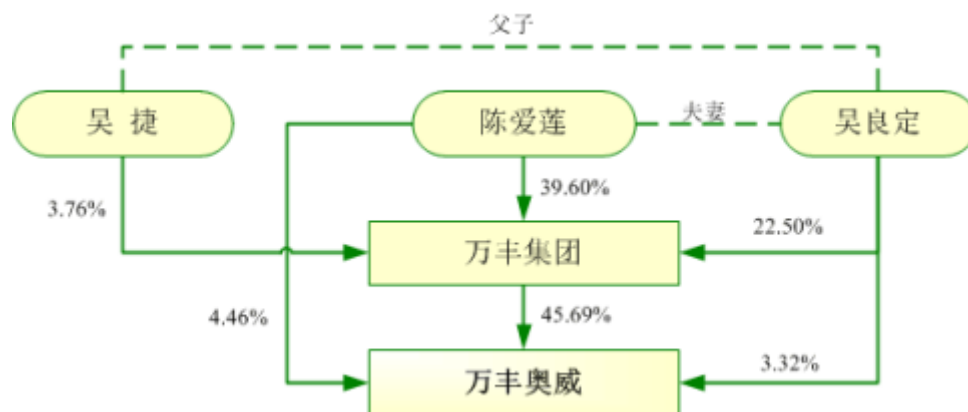 父子
吴 捷
陈爱莲
夫妻
吴良定
3.76%
39.60%
22.50%
万丰集团
4.46%
45.69%
3.32%
万丰奥威